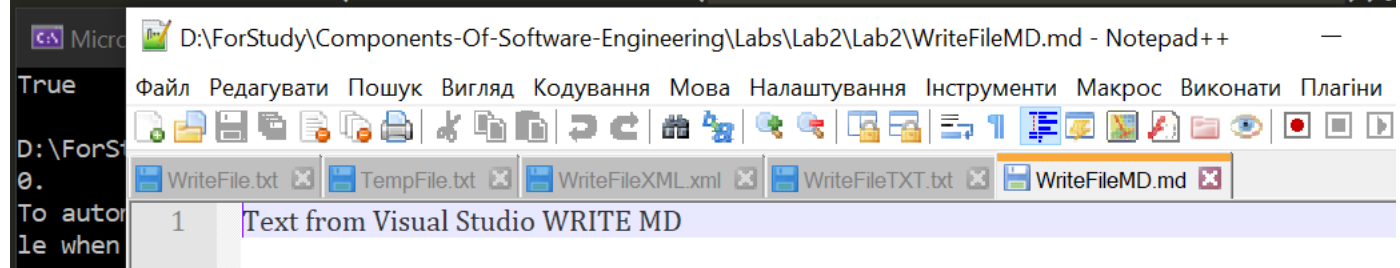 Micro
D:\ForStudy\Components-Of-Software-Engineering\Labs\Lab2\Lab2\WriteFileMD.md - Notepad++
True
Файл Редагувати Пошук Вигляд Кодування Мова Налаштування Інструменти Макрос Виконати Плагіни
D:\ForSt
0.
WriteFile.txt TempFile.txt WriteFileXML.xml WriteFileTXT.txt WriteFileMD.md
To autom
1 Text from Visual Studio WRITE MD
le when